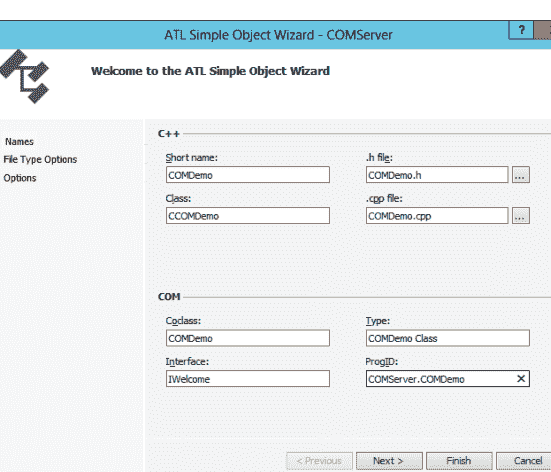 ATL Simple Object Wizard - COMServer
?
Welcome to the ATL Simple Object Wizard
Names
File Type Options
Options
C++
Short name:
.h file:
COMDemo
COMDemo.h
...
Class:
.cpp file:
CCOMDemo
COMDemo.cpp
...
COM
Coclass:
Type:
COMDemo
COMDemo Class
Interface:
ProgID:
IWelcome
COMServer.COMDemo
< Previous
Next >
Finish
Cancel